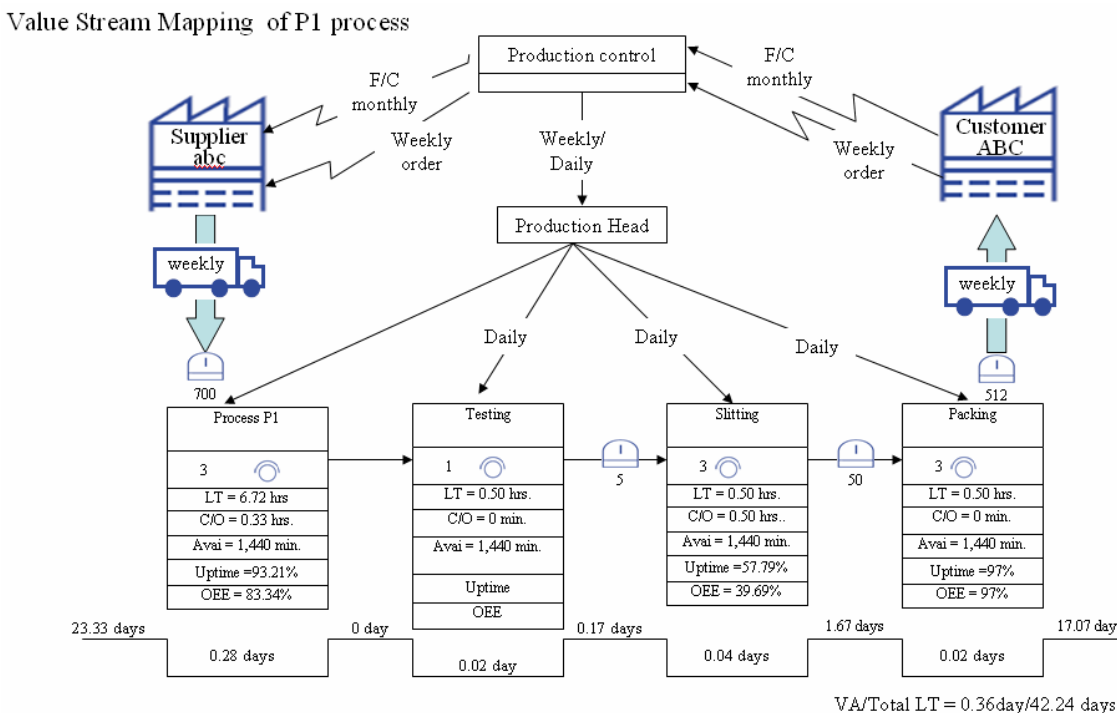 Value Stream Mapping of P1 process
Production control
F/C
monthly
F/C
monthly
Supplier
abc
Customer
ABC
Weekly
order
Weekly/
Daily
Weekly
order
Production Head
weekly
weekly
Daily
Daily
Daily
700
512
Process P1
3
LT = 6.72 hrs
C/O = 0.33 hrs.
Avai = 1,440 min.
Uptime =93.21%
OEE = 83.34%
Testing
1
LT = 0.50 hrs.
C/O = 0 min.
Avai = 1,440 min.
Uptime
OEE
5
Slitting
3
LT = 0.50 hrs.
C/O = 0.50 hrs..
Avai = 1,440 min.
Uptime =57.79%
OEE = 39.69%
50
Packing
3
LT = 0.50 hrs.
C/O = 0 min.
Avai = 1,440 min.
Uptime =97%
OEE = 97%
23.33 days
0 day
0.17 days
1.67 days
17.07 day
0.28 days
0.02 day
0.04 days
0.02 days
VA/Total LT = 0.36day/42.24 days